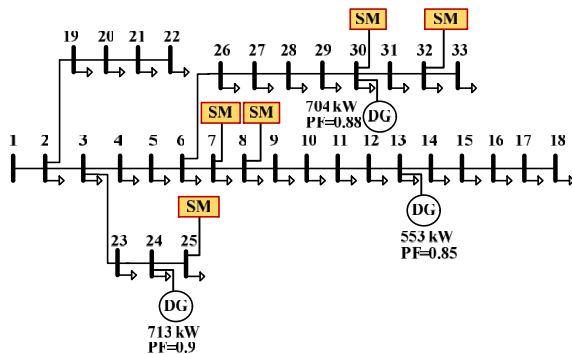 SM SM
19 20 21 22
26 27 28 29 30 31 32 33
704 kW
PF=0.88
DG
SM SM
1 2 3 4 5 6 7 8 9 10 11 12 13 14 15 16 17 18
SM
DG
553 kW
PF=0.85
23 24 25
DG
713 kW
PF=0.9